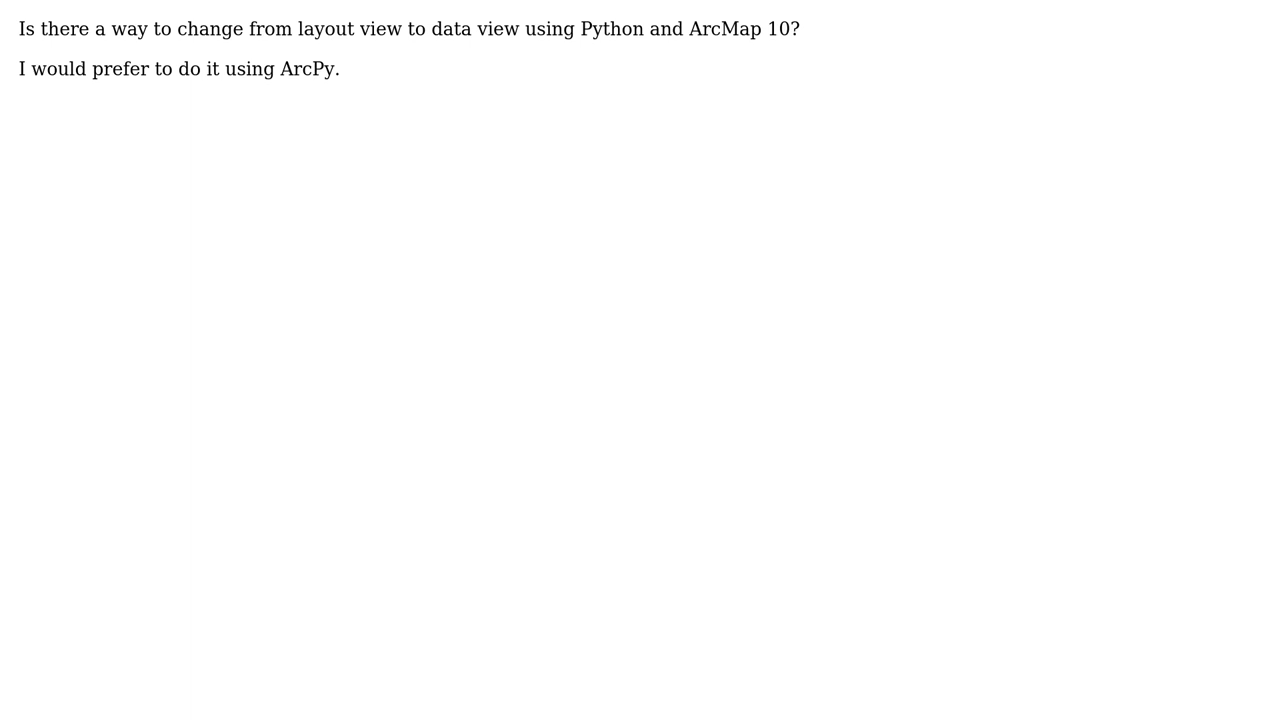 Is there a way to change from layout view to data view using Python and ArcMap 10?
I would prefer to do it using ArcPy.